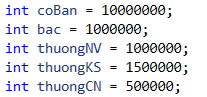 int coBan = 10000000;
int bac = 1000000;
int thuongNV = 1000000;
int thuongKS = 1500000;
int thuongCN = 500000;